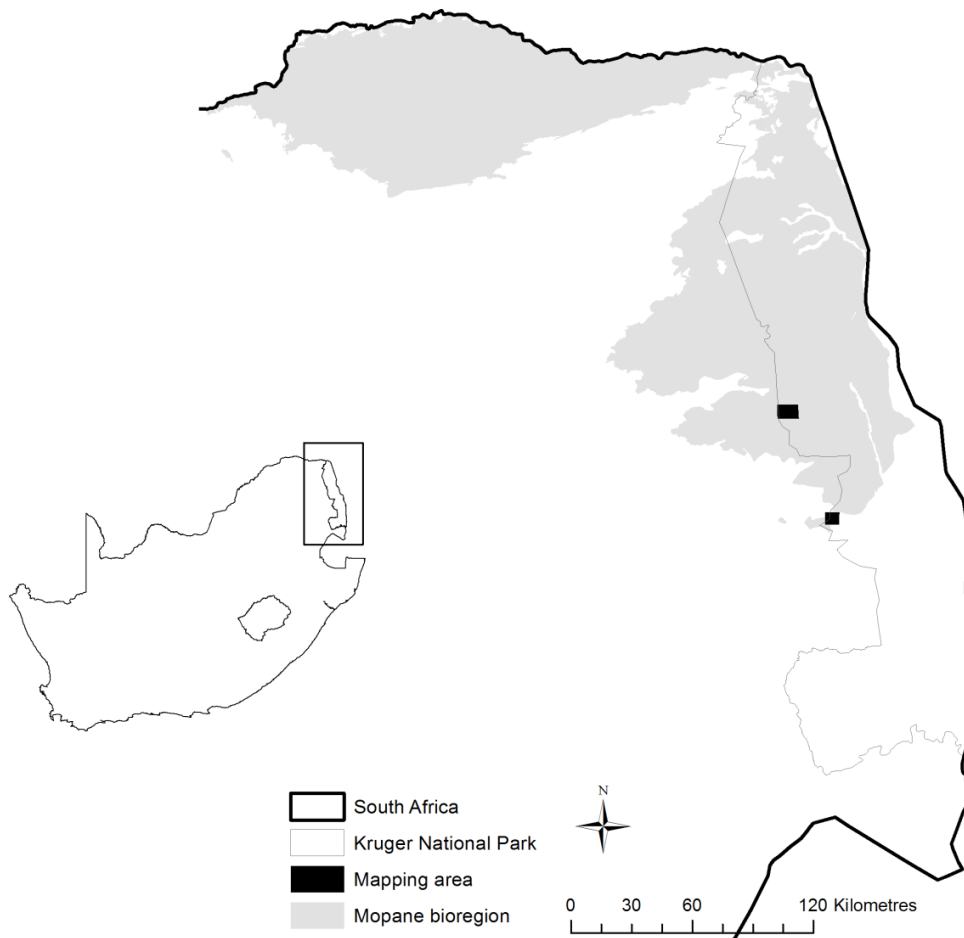 South Africa
Kruger National Park
Mapping area
Mopane bioregion
N
0 30 60 120 Kilometres